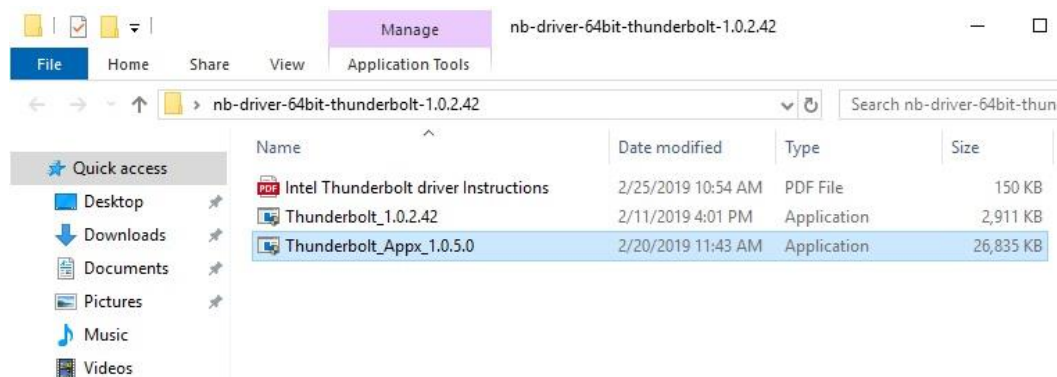 Manage nb-driver-64bit-thunderbolt-1.0.2.42
File Home Share View Application Tools
nb-driver-64bit-thunderbolt-1.0.2.42 Search nb-driver-64bit-thun
Name Date modified Type Size
Quick access
PDF Intel Thunderbolt driver Instructions 2/25/2019 10:54 AM PDF File 150 KB
Desktop
Thunderbolt_1.0.2.42 2/11/2019 4:01 PM Application 2,911 KB
Downloads
Thunderbolt_Appx_1.0.5.0 2/20/2019 11:43 AM Application 26,835 KB
Documents
Pictures
Music
Videos